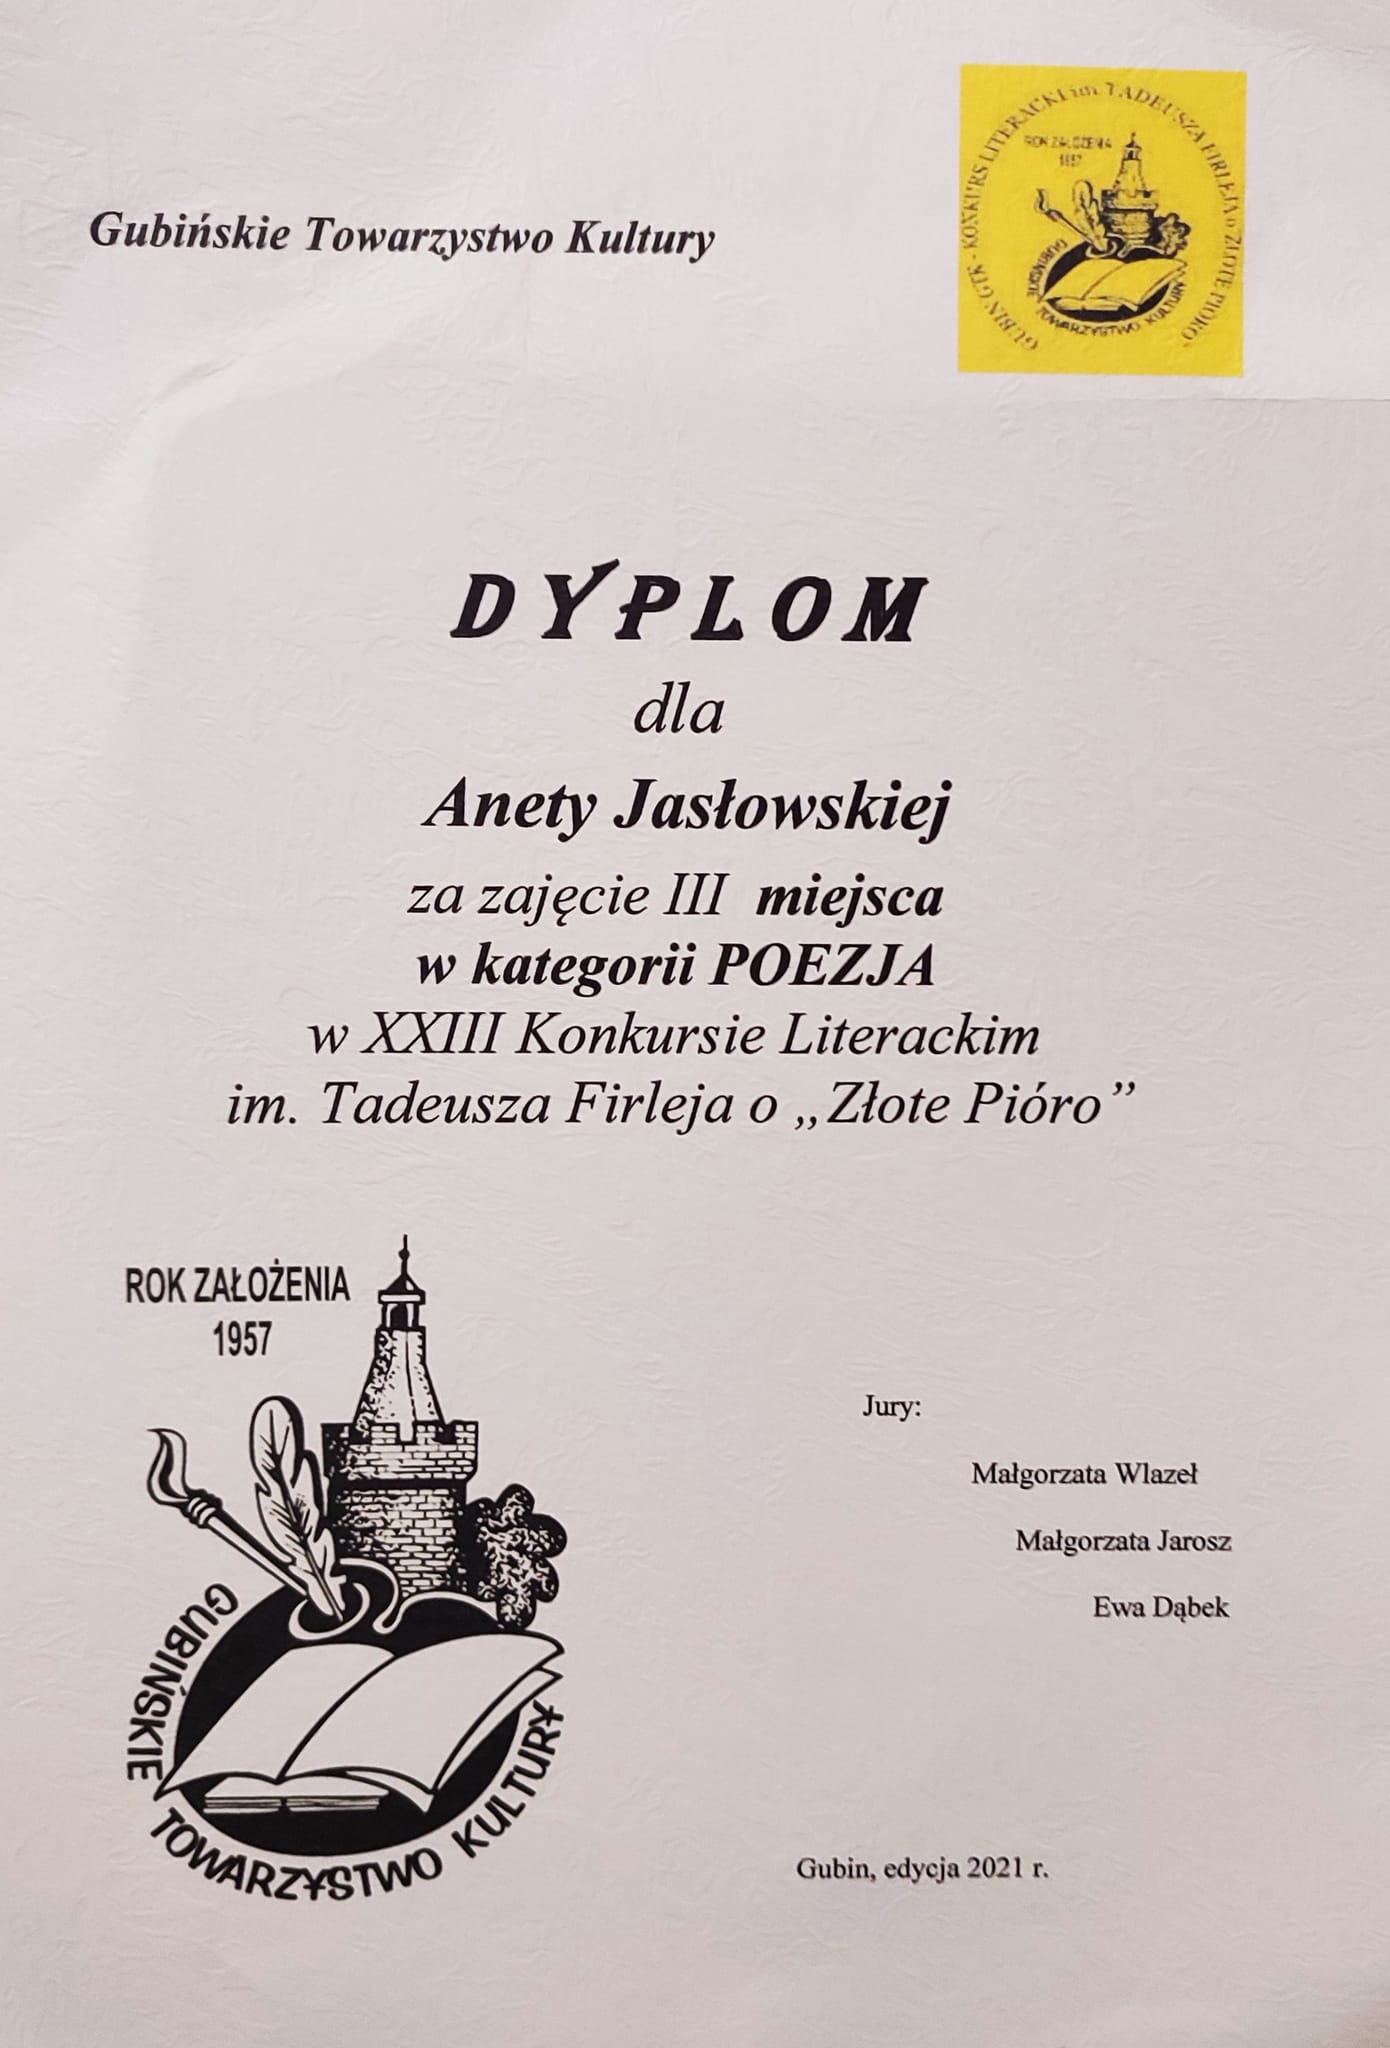 GUBIN GTK - KONKURS LITERACKI im. TADEUSZA FIRLEJA o "ZŁOTE PIÓRO"
ROK ZAŁOŻENIA
1957
GUBIŃSKIE TOWARZYSTWO KULTURY
Gubińskie Towarzystwo Kultury
DYPLOM
dla
Anety Jasłowskiej
za zajęcie III miejsca
w kategorii POEZJA
w XXIII Konkursie Literackim
im. Tadeusza Firleja o „Złote Pióro”
ROK ZAŁOŻENIA
1957
GUBIŃSKIE TOWARZYSTWO KULTURY
Jury:
Małgorzata Wlazeł
Małgorzata Jarosz
Ewa Dąbek
Gubin, edycja 2021 r.